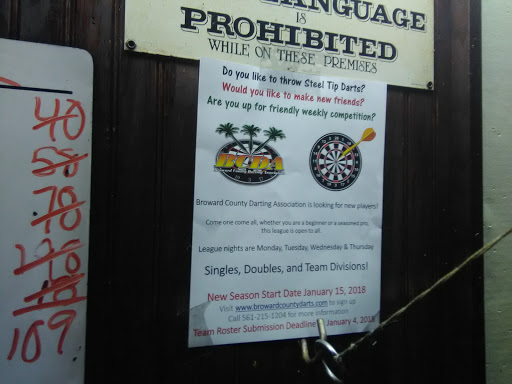 LANGUAGE
IS
PROHIBITED
WHILE ON THESE PREMISES
Do you like to throw Steel Tip Darts?
Would you like to make new friends?
Are you up for friendly weekly competition?
BCDA
Broward County Darting Association
Broward County Darting Association is looking for new players!
Come one come all, whether you are a beginner or a seasoned pro,
this league is open to all.
League nights are Monday, Tuesday, Wednesday & Thursday
Singles, Doubles, and Team Divisions!
New Season Start Date January 15, 2018
Visit www.browardcountydarts.com to sign up
Call 561-215-1204 for more information
Team Roster Submission Deadline January 4, 2018
40
58
70
109